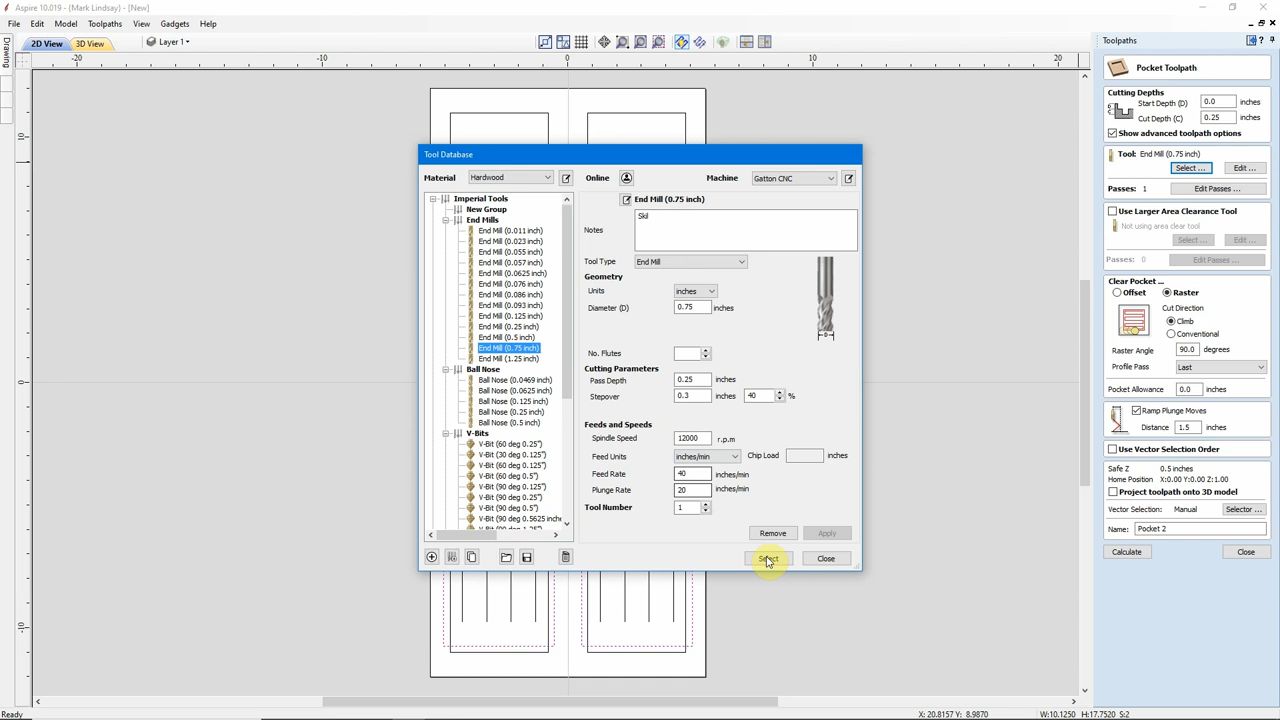 Aspire 10.019 - {Mark Lindsay} - [New]
File Edit Model Toolpaths View Gadgets Help
Drawing
2D View 3D View Layer 1
-20 -10 0 10 20
10
0
-10
Tool Database
Material Hardwood Online Machine Gatton CNC
Imperial Tools
New Group
End Mills
End Mill (0.011 inch)
End Mill (0.023 inch)
End Mill (0.055 inch)
End Mill (0.057 inch)
End Mill (0.0625 inch)
End Mill (0.076 inch)
End Mill (0.086 inch)
End Mill (0.093 inch)
End Mill (0.125 inch)
End Mill (0.25 inch)
End Mill (0.5 inch)
End Mill (0.75 inch)
End Mill (1.25 inch)
Ball Nose
Ball Nose (0.0469 inch)
Ball Nose (0.0625 inch)
Ball Nose (0.125 inch)
Ball Nose (0.25 inch)
Ball Nose (0.5 inch)
V-Bits
V-Bit (60 deg 0.25")
V-Bit (30 deg 0.125")
V-Bit (60 deg 0.125")
V-Bit (60 deg 0.5")
V-Bit (90 deg 0.125")
V-Bit (90 deg 0.25")
V-Bit (90 deg 0.5")
V-Bit (90 deg 0.5625 inch
End Mill (0.75 inch)
Notes Skil
Tool Type End Mill
Geometry
Units inches
Diameter (D) 0.75 inches
D
No. Flutes
Cutting Parameters
Pass Depth 0.25 inches
Stepover 0.3 inches 40 %
Feeds and Speeds
Spindle Speed 12000 r.p.m
Feed Units inches/min Chip Load inches
Feed Rate 40 inches/min
Plunge Rate 20 inches/min
Tool Number 1
Remove Apply
Select Close
Toolpaths
Pocket Toolpath
Cutting Depths
Start Depth (D) 0.0 inches
Cut Depth (C) 0.25 inches
Show advanced toolpath options
Tool: End Mill (0.75 inch)
Select ... Edit ...
Passes: 1 Edit Passes ...
Use Larger Area Clearance Tool
Not using area clear tool
Select ... Edit ...
Passes: 0 Edit Passes ...
Clear Pocket ...
Offset Raster
Cut Direction
Climb
Conventional
Raster Angle 90.0 degrees
Profile Pass Last
Pocket Allowance 0.0 inches
Ramp Plunge Moves
Distance 1.5 inches
Use Vector Selection Order
Safe Z 0.5 inches
Home Position X:0.00 Y:0.00 Z:1.00
Project toolpath onto 3D model
Vector Selection: Manual Selector ...
Name: Pocket 2
Calculate Close
Ready X: 20.8157 Y: 8.9870 W:10.1250 H:17.7520 S:2